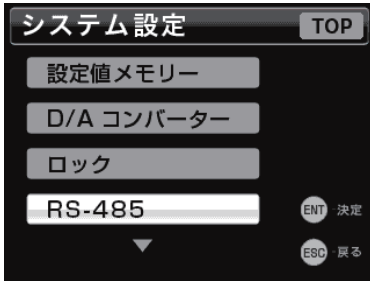 システム設定 TOP
設定値メモリー
D/A コンバーター
ロック
RS-485
ENT 決定
ESC 戻る